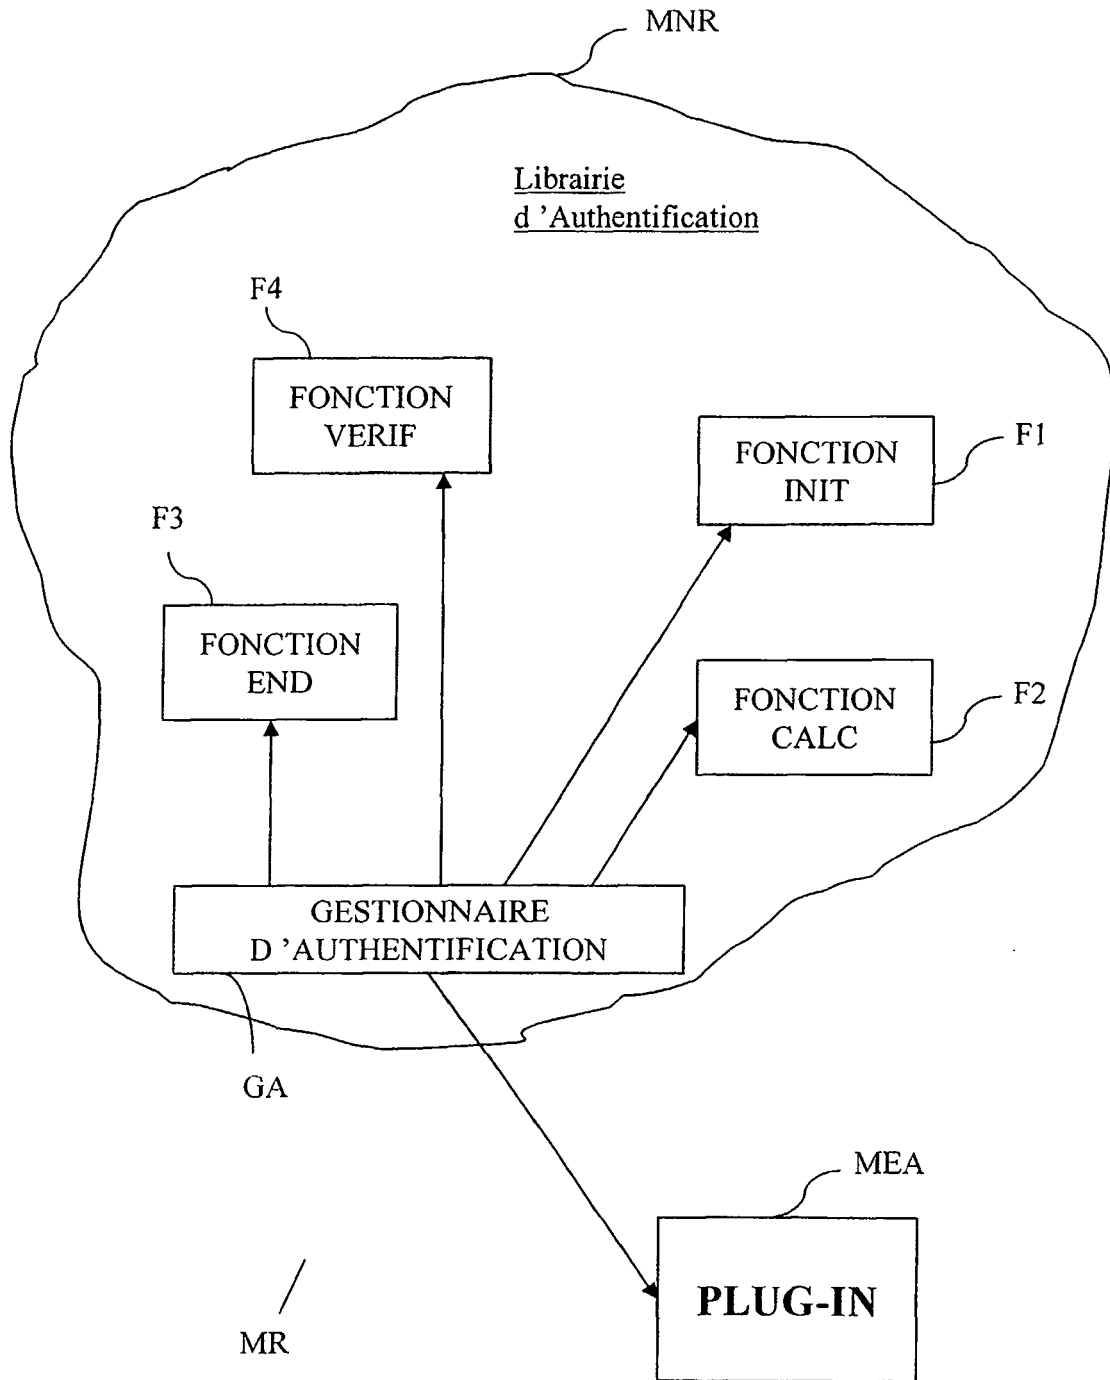 MNR
Librairie
d ’Authentification
F4
FONCTION
VERIF
F1
FONCTION
INIT
F3
FONCTION
END
F2
FONCTION
CALC
GESTIONNAIRE
D ’AUTHENTIFICATION
GA
MEA
PLUG-IN
MR